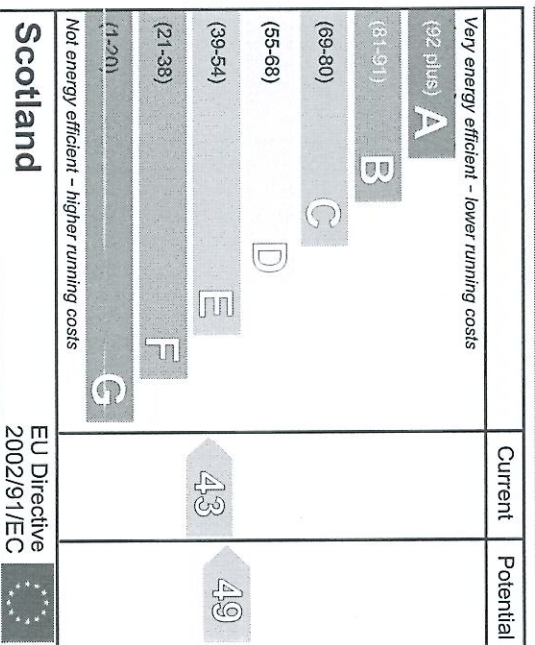 Current
Potential
Very energy efficient – lower running costs
(92 plus) A
(81-91) B
(69-80) C
(55-68) D
(39-54) E
(21-38) F
(1-20) G
43
49
Not energy efficient – higher running costs
Scotland
EU Directive
2002/91/EC